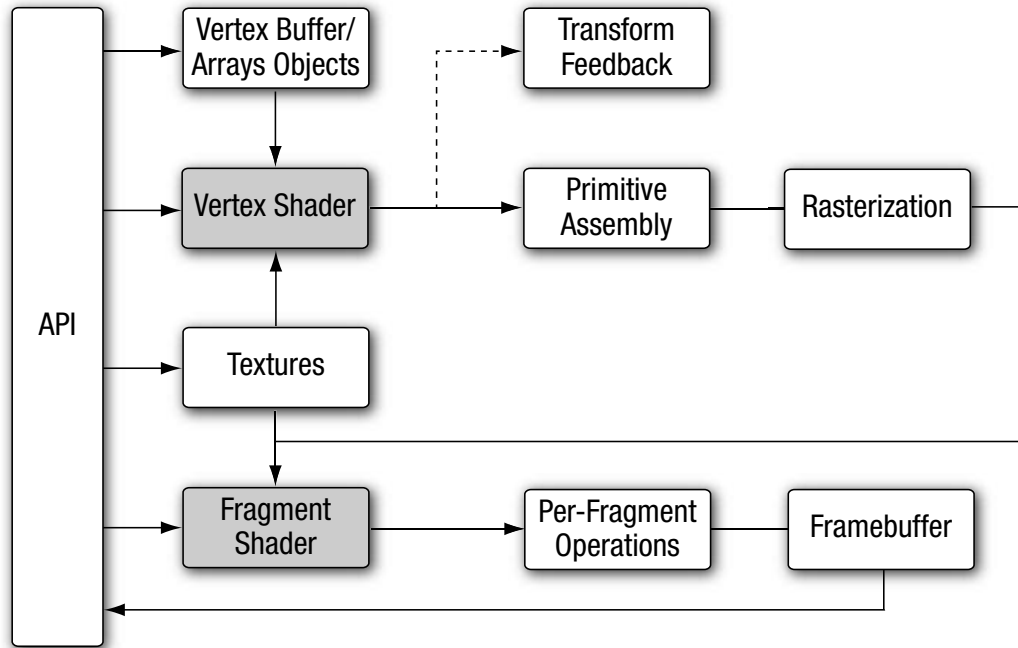 API
Vertex Buffer/
Arrays Objects
Transform
Feedback
Vertex Shader
Primitive
Assembly
Rasterization
Textures
Fragment
Shader
Per-Fragment
Operations
Framebuffer